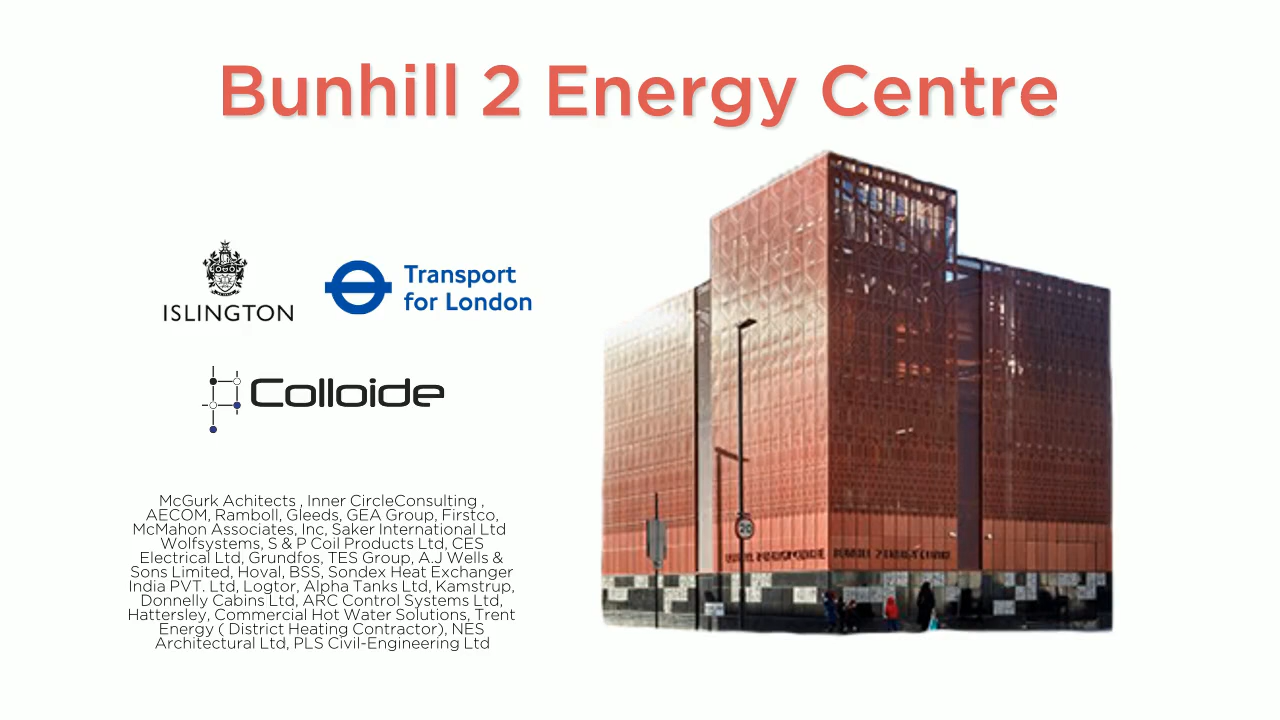 Bunhill 2 Energy Centre
ISLINGTON
Transport
for London
Colloide
McGurk Achitects , Inner CircleConsulting ,
AECOM, Ramboll, Gleeds, GEA Group, Firstco,
McMahon Associates, Inc, Saker International Ltd
Wolfsystems, S & P Coil Products Ltd, CES
Electrical Ltd, Grundfos, TES Group, A.J Wells &
Sons Limited, Hoval, BSS, Sondex Heat Exchanger
India PVT. Ltd, Logtor, Alpha Tanks Ltd, Kamstrup,
Donnelly Cabins Ltd, ARC Control Systems Ltd,
Hattersley, Commercial Hot Water Solutions, Trent
Energy ( District Heating Contractor), NES
Architectural Ltd, PLS Civil-Engineering Ltd
20
BUNHILL 2 ENERGY CENTRE